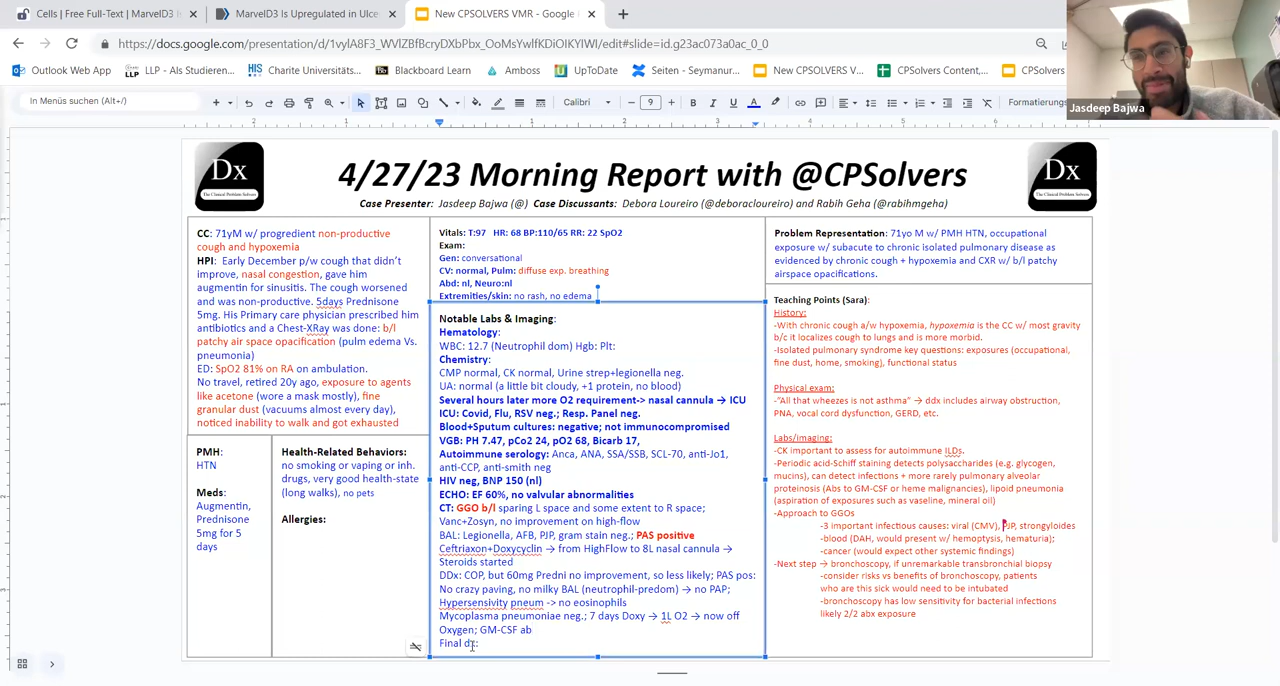 Cells | Free Full-Text | MarvelD3 I
MarvelD3 Is Upregulated in Ulce
New CPSOLVERS VMR - Google
https://docs.google.com/presentation/d/1vylA8F3_WVlZBfBcryDXbPbx_OoMsYwlfKDiOIKYIWI/edit#slide=id.g23ac073a0ac_0_0
Outlook Web App
LLP - Als Studieren...
Charite Universitäts...
Blackboard Learn
Amboss
UpToDate
Seiten - Seymanur...
New CPSOLVERS V...
CPSolvers Content,...
CPSolvers
In Menüs suchen (Alt+/)
Calibri
9
Formatierungs
Jasdeep Bajwa
Dx
The Clinical Problem Solvers
4/27/23 Morning Report with @CPSolvers
Case Presenter: Jasdeep Bajwa (@) Case Discussants: Debora Loureiro (@deboracloureiro) and Rabih Geha (@rabihmgeha)
Dx
The Clinical Problem Solvers
CC: 71yM w/ progredient non-productive
cough and hypoxemia
HPI: Early December p/w cough that didn't
improve, nasal congestion, gave him
augmentin for sinusitis. The cough worsened
and was non-productive. 5days Prednisone
5mg. His Primary care physician prescribed him
antibiotics and a Chest-XRay was done: b/l
patchy air space opacification (pulm edema Vs.
pneumonia)
ED: SpO2 81% on RA on ambulation.
No travel, retired 20y ago, exposure to agents
like acetone (wore a mask mostly), fine
granular dust (vacuums almost every day),
noticed inability to walk and got exhausted
PMH:
HTN
Meds:
Augmentin,
Prednisone
5mg for 5
days
Health-Related Behaviors:
no smoking or vaping or inh.
drugs, very good health-state
(long walks), no pets
Allergies:
Vitals: T:97 HR: 68 BP:110/65 RR: 22 SpO2
Exam:
Gen: conversational
CV: normal, Pulm: diffuse exp. breathing
Abd: nl, Neuro:nl
Extremities/skin: no rash, no edema
Notable Labs & Imaging:
Hematology:
WBC: 12.7 (Neutrophil dom) Hgb: Plt:
Chemistry:
CMP normal, CK normal, Urine strep+legionella neg.
UA: normal (a little bit cloudy, +1 protein, no blood)
Several hours later more O2 requirement-> nasal cannula → ICU
ICU: Covid, Flu, RSV neg.; Resp. Panel neg.
Blood+Sputum cultures: negative; not immunocompromised
VGB: PH 7.47, pCo2 24, pO2 68, Bicarb 17,
Autoimmune serology: Anca, ANA, SSA/SSB, SCL-70, anti-Jo1,
anti-CCP, anti-smith neg
HIV neg, BNP 150 (nl)
ECHO: EF 60%, no valvular abnormalities
CT: GGO b/l sparing L space and some extent to R space;
Vanc+Zosyn, no improvement on high-flow
BAL: Legionella, AFB, PJP, gram stain neg.; PAS positive
Ceftriaxon+Doxycyclin → from HighFlow to 8L nasal cannula →
Steroids started
DDx: COP, but 60mg Predni no improvement, so less likely; PAS pos:
No crazy paving, no milky BAL (neutrophil-predom) → no PAP;
Hypersensivity pneum -> no eosinophils
Mycoplasma pneumoniae neg.; 7 days Doxy → 1L O2 → now off
Oxygen; GM-CSF ab
Final dx:
Problem Representation: 71yo M w/ PMH HTN, occupational
exposure w/ subacute to chronic isolated pulmonary disease as
evidenced by chronic cough + hypoxemia and CXR w/ b/l patchy
airspace opacifications.
Teaching Points (Sara):
History:
-With chronic cough a/w hypoxemia, hypoxemia is the CC w/ most gravity
b/c it localizes cough to lungs and is more morbid.
-Isolated pulmonary syndrome key questions: exposures (occupational,
fine dust, home, smoking), functional status
Physical exam:
-"All that wheezes is not asthma" → ddx includes airway obstruction,
PNA, vocal cord dysfunction, GERD, etc.
Labs/imaging:
-CK important to assess for autoimmune ILDs.
-Periodic acid-Schiff staining detects polysaccharides (e.g. glycogen,
mucins), can detect infections + more rarely pulmonary alveolar
proteinosis (Abs to GM-CSF or heme malignancies), lipoid pneumonia
(aspiration of exposures such as vaseline, mineral oil)
-Approach to GGOs
-3 important infectious causes: viral (CMV), PJP, strongyloides
-blood (DAH, would present w/ hemoptysis, hematuria);
-cancer (would expect other systemic findings)
-Next step → bronchoscopy, if unremarkable transbronchial biopsy
-consider risks vs benefits of bronchoscopy, patients
who are this sick would need to be intubated
-bronchoscopy has low sensitivity for bacterial infections
likely 2/2 abx exposure